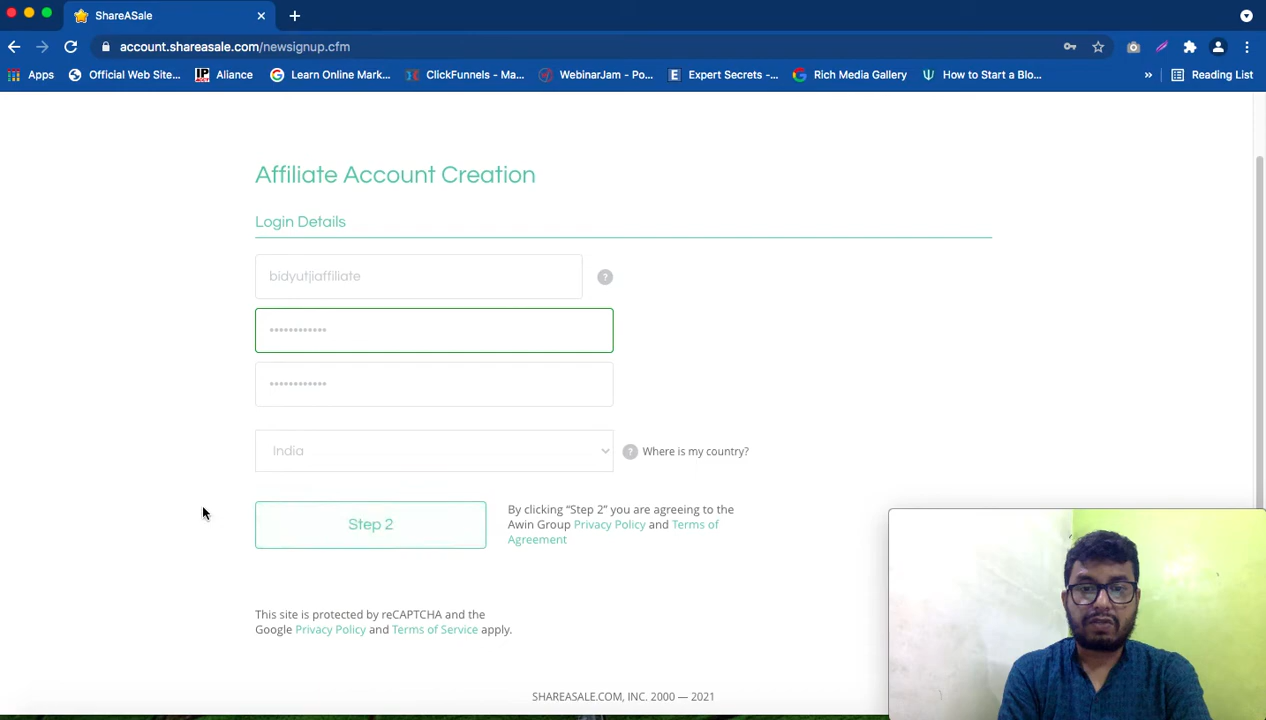 ShareASale
account.shareasale.com/newsignup.cfm
Apps
Official Web Site...
Aliance
Learn Online Mark...
ClickFunnels - Ma...
WebinarJam - Po...
Expert Secrets -...
Rich Media Gallery
How to Start a Blo...
»
Reading List
Affiliate Account Creation
Login Details
bidyutjiaffiliate
?
••••••••••••
••••••••••••
India
? Where is my country?
Step 2
By clicking “Step 2” you are agreeing to the
Awin Group Privacy Policy and Terms of
Agreement
This site is protected by reCAPTCHA and the
Google Privacy Policy and Terms of Service apply.
SHAREASALE.COM, INC. 2000 — 2021